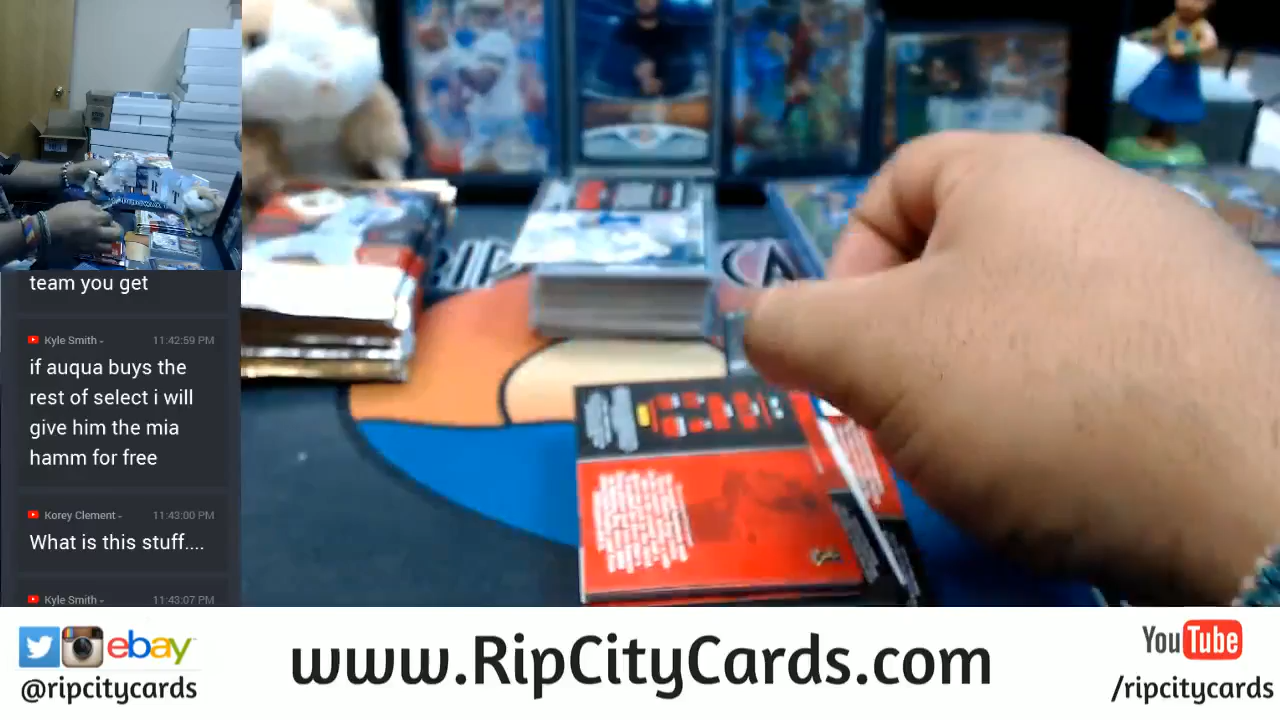 team you get
Kyle Smith -
11:42:59 PM
if auqua buys the
rest of select i will
give him the mia
hamm for free
Korey Clement -
11:43:00 PM
What is this stuff....
Kyle Smith -
11:43:07 PM
RIP
CA
ebay
@ripcitycards
www.RipCityCards.com
YouTube
/ripcitycards